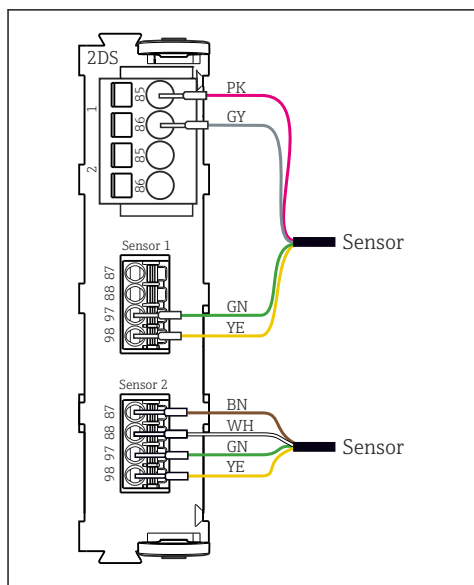 2DS
1
85
PK
86
GY
2
85
86
Sensor
Sensor 1
87
88
97
GN
98
YE
Sensor 2
87
BN
88
WH
Sensor
97
GN
98
YE